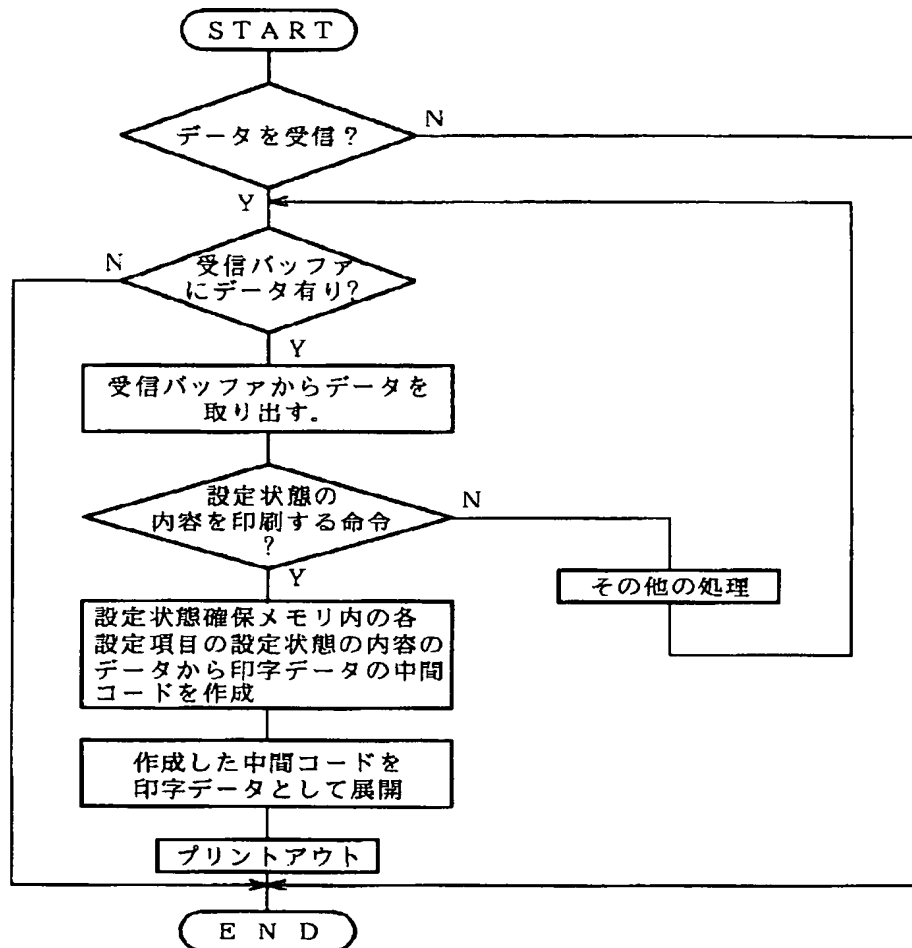 START
データを受信？
N
Y
受信バッファ
にデータ有り？
N
Y
受信バッファからデータを
取り出す。
設定状態の
内容を印刷する命令
？
N
Y
その他の処理
設定状態確保メモリ内の各
設定項目の設定状態の内容の
データから印字データの中間
コードを作成
作成した中間コードを
印字データとして展開
プリントアウト
END